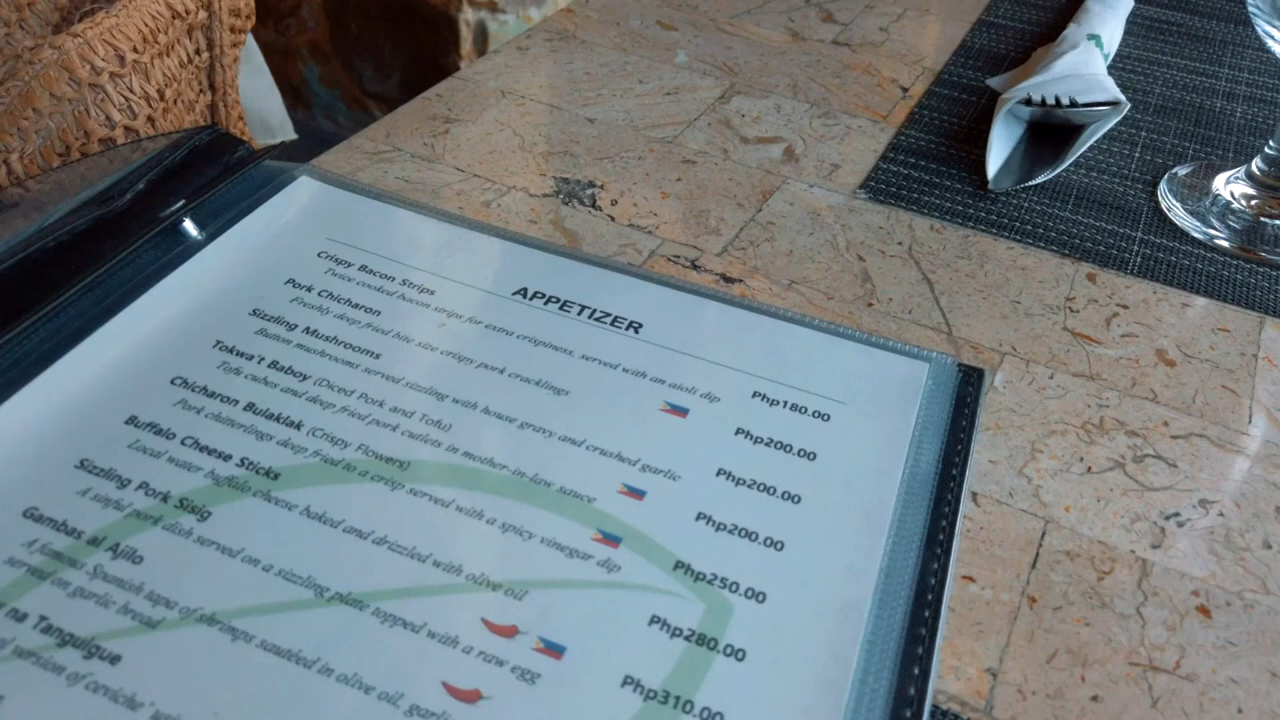 APPETIZER
Crispy Bacon Strips Php180.00
Twice cooked bacon strips for extra crispiness, served with an aioli dip
Pork Chicharon Php200.00
Freshly deep fried bite size crispy pork cracklings
Sizzling Mushrooms Php200.00
Button mushrooms served sizzling with house gravy and crushed garlic
Tokwa't Baboy (Diced Pork and Tofu) Php200.00
Tofu cubes and deep fried pork cutlets in mother-in-law sauce
Chicharon Bulaklak (Crispy Flowers) Php250.00
Pork chitterlings deep fried to a crisp served with a spicy vinegar dip
Buffalo Cheese Sticks Php280.00
Local water buffalo cheese baked and drizzled with olive oil
Sizzling Pork Sisig Php310.00
A sinful pork dish served on a sizzling plate topped with a raw egg
Gambas al Ajilo
A famous Spanish tapa of shrimps sautéed in olive oil,
served on garlic bread
na Tanguigue
version of ceviche'